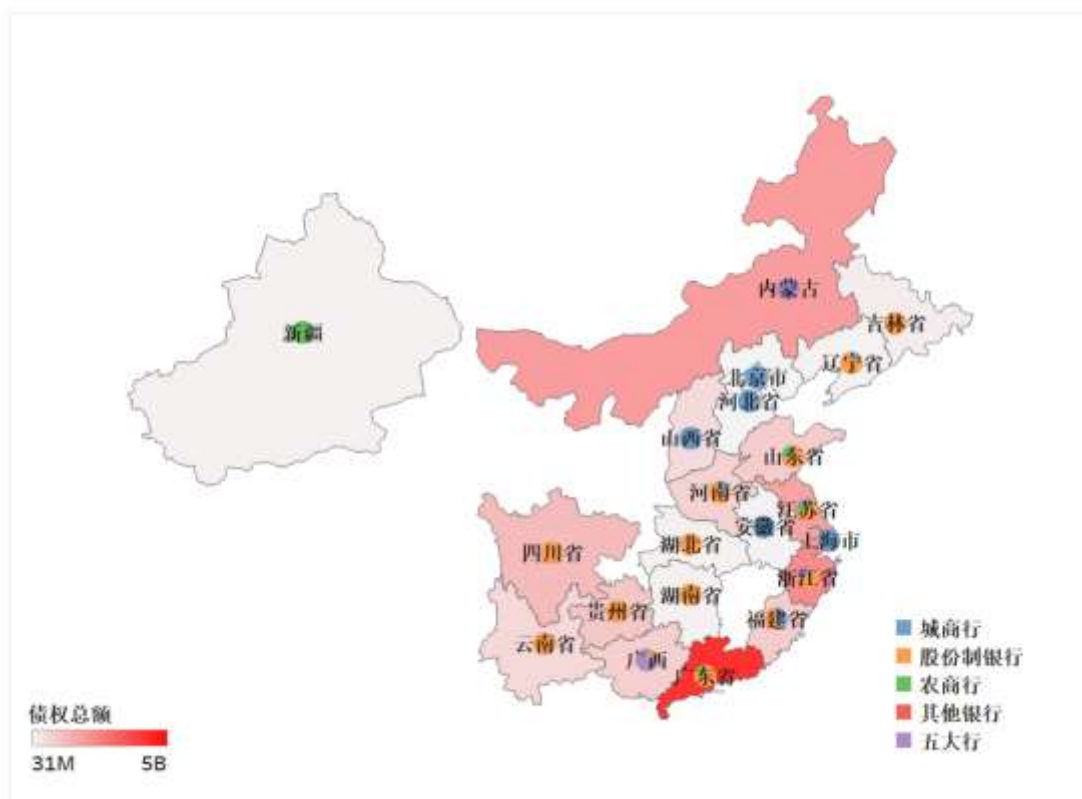 内蒙古
吉林省
新疆
辽宁省
北京市
河北省
山西省
山东省
河南省
江苏省
安徽省
上海市
四川省
湖北省
浙江省
湖南省
贵州省
福建省
云南省
广西
广东省
城商行
股份制银行
农商行
其他银行
五大行
债权总额
31M 5B